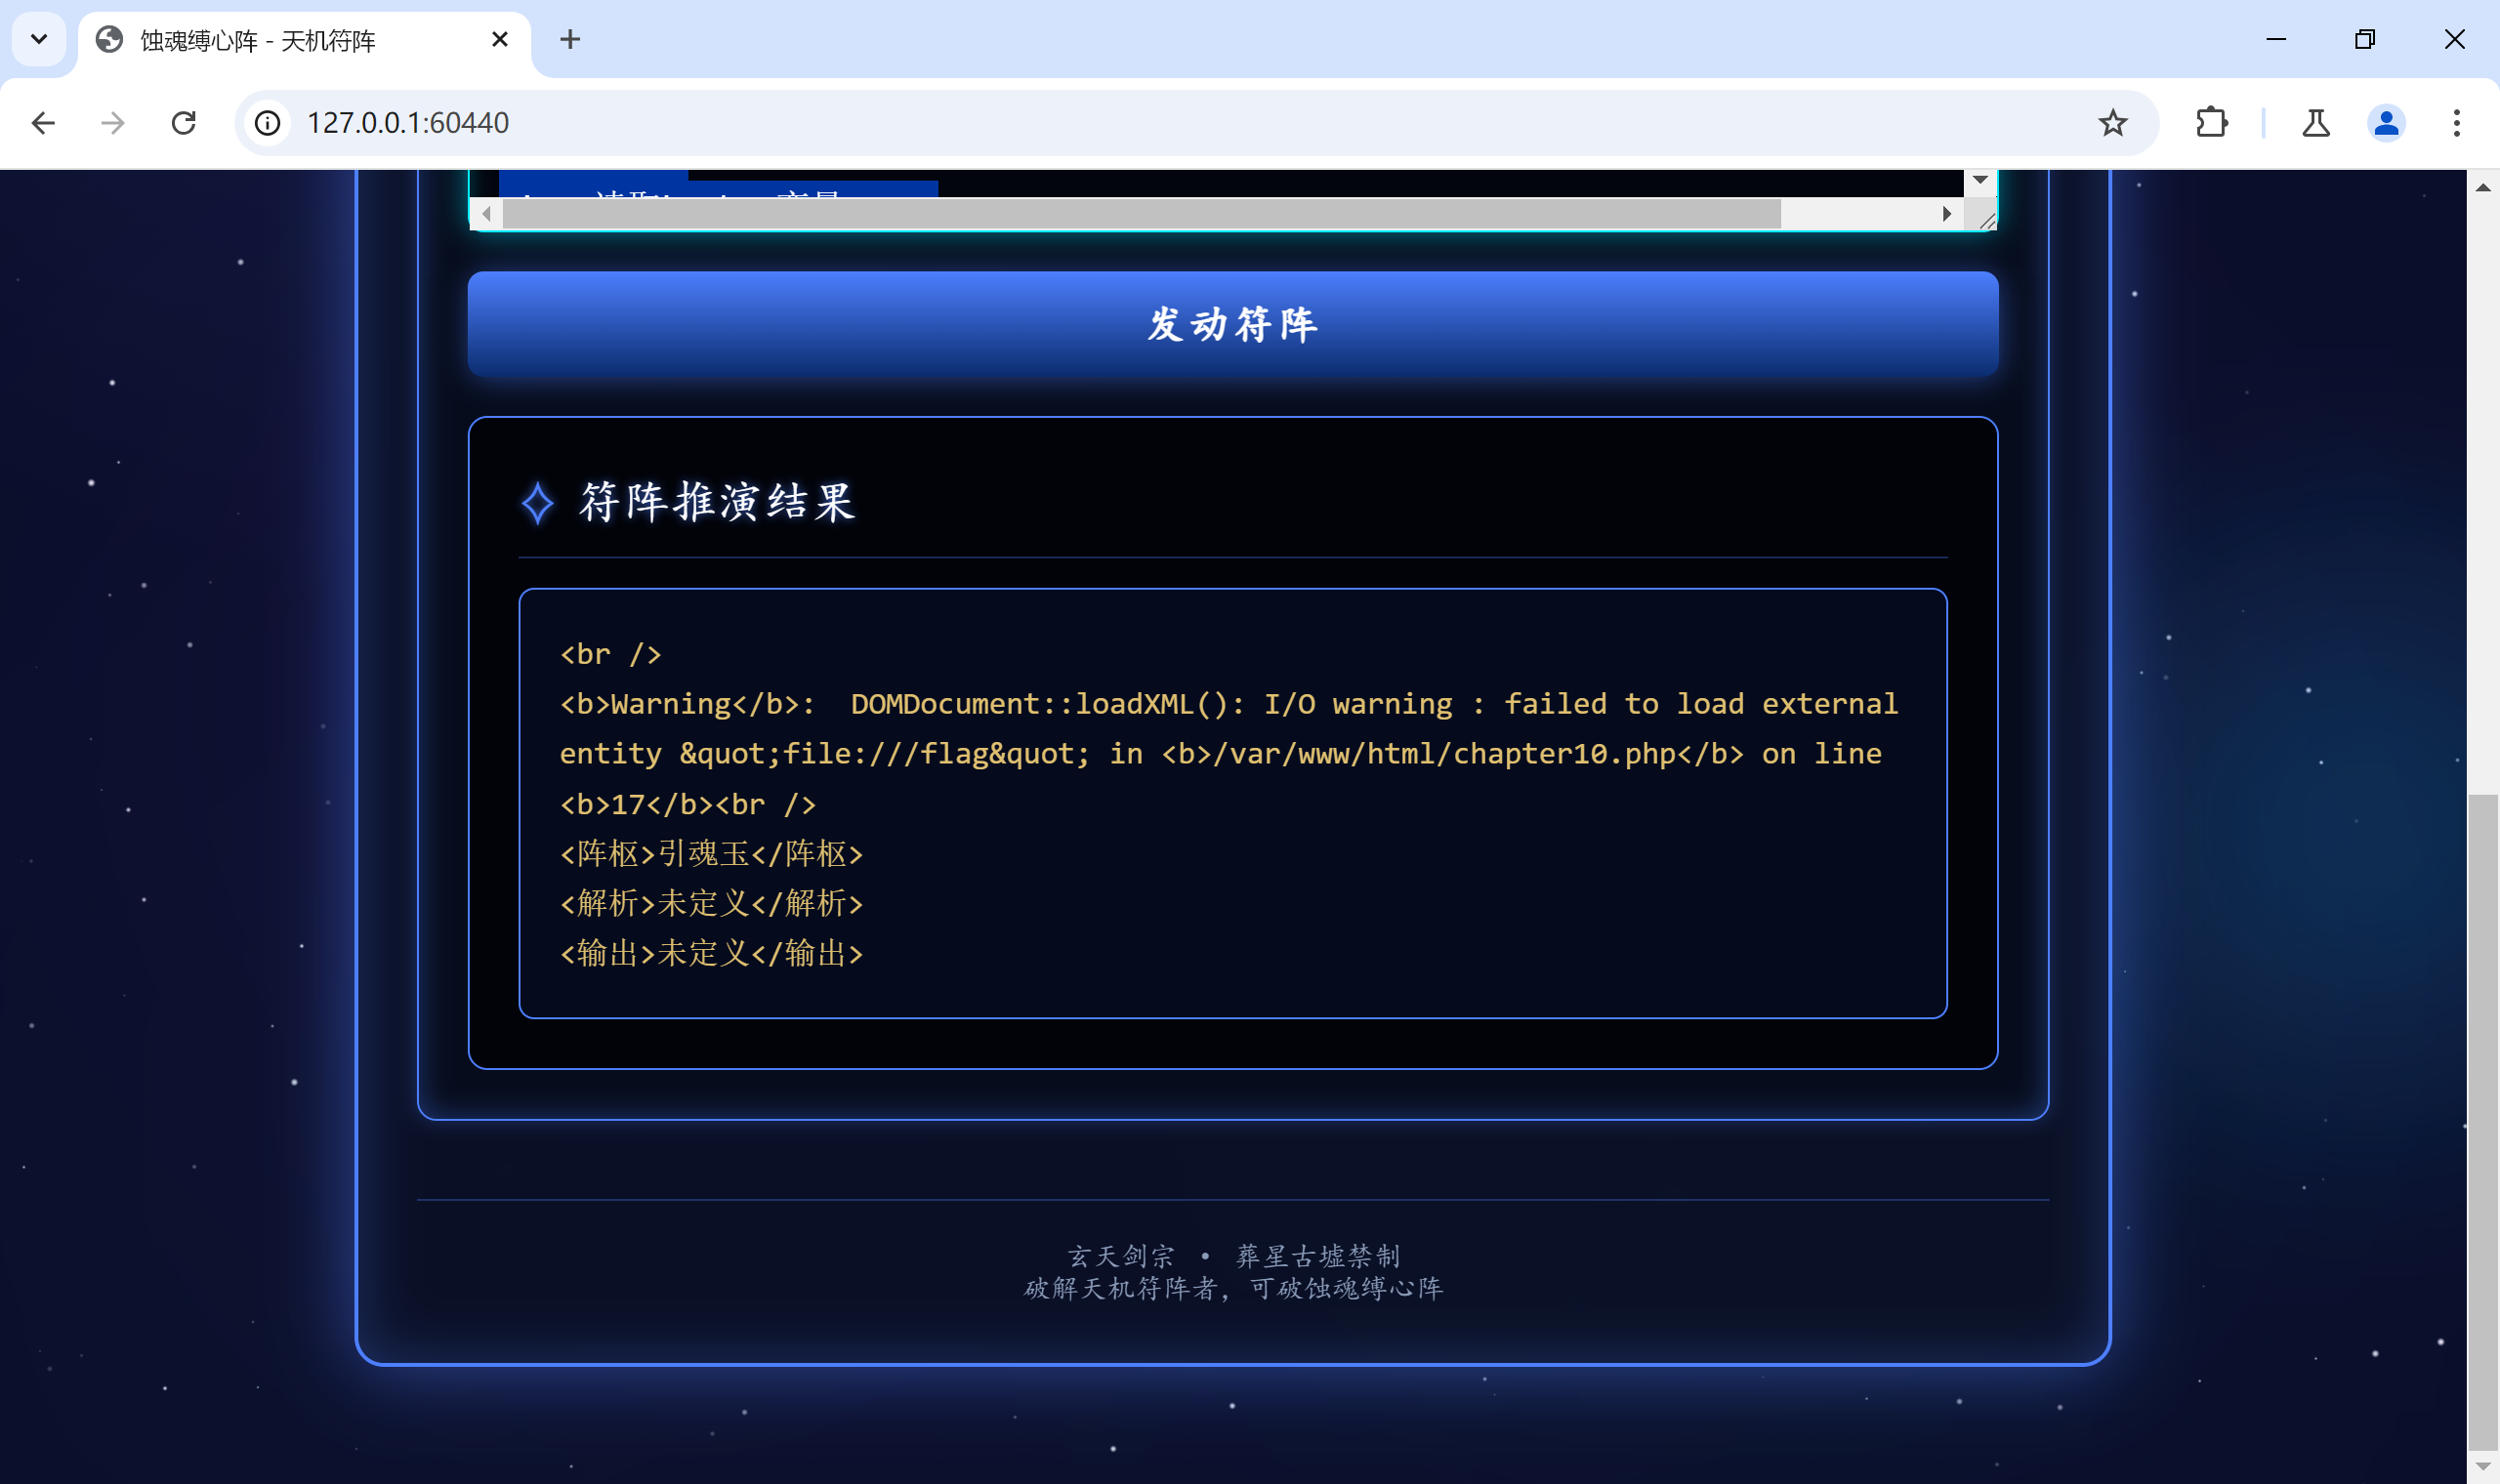 蚀魂缚心阵 - 天机符阵
127.0.0.1:60440
发动符阵
符阵推演结果
<br />
<b>Warning</b>:  DOMDocument::loadXML(): I/O warning : failed to load external
entity &quot;file:///flag&quot; in <b>/var/www/html/chapter10.php</b> on line
<b>17</b><br />
<阵枢>引魂玉</阵枢>
<解析>未定义</解析>
<输出>未定义</输出>
玄天剑宗 • 葬星古墟禁制
破解天机符阵者，可破蚀魂缚心阵